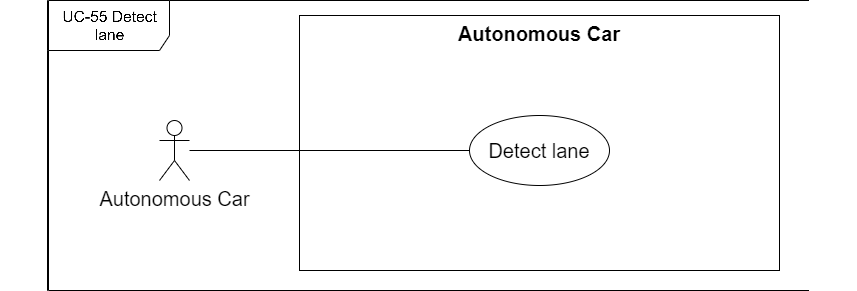 UC-55 Detect
lane
Autonomous Car
Detect lane
Autonomous Car